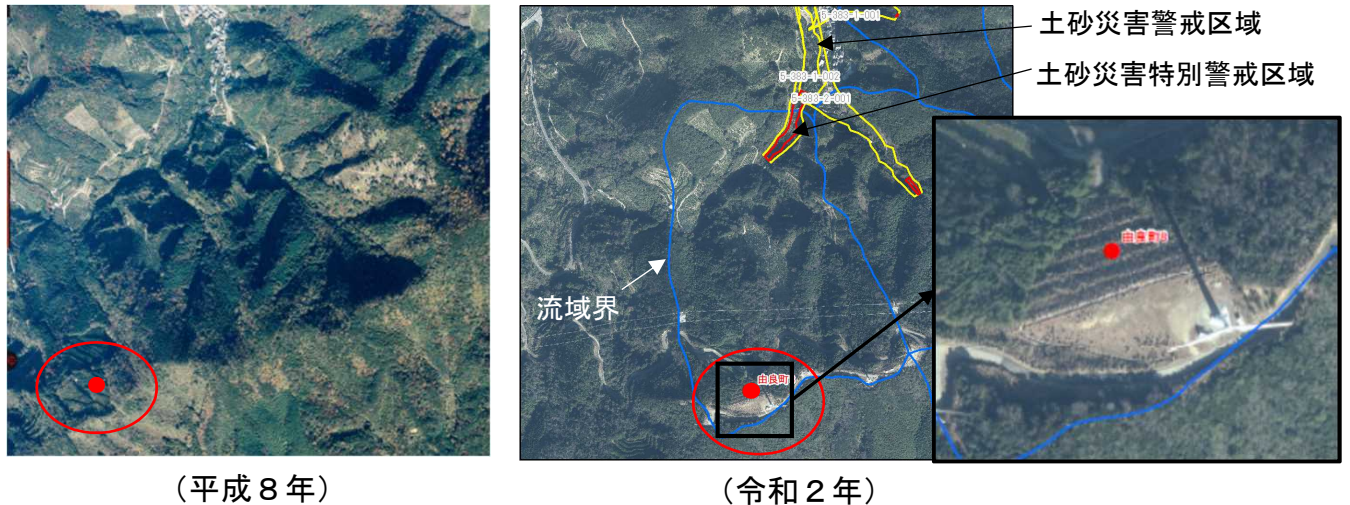 5-383-1-001
土砂災害警戒区域
5-383-1-002
土砂災害特別警戒区域
5-383-2-001
流域界
由良町
(平成8年)
(令和2年)